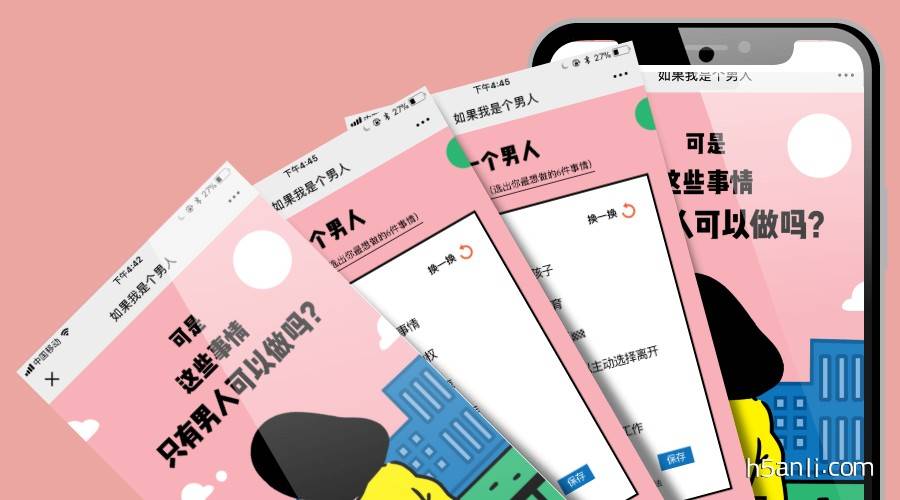 中国移动
下午4:42
27%
如果我是个男人
可是
这些事情
只有男人可以做吗?
下午4:45
27%
如果我是个男人
个男人
选出你最想做的6件事情)
换一换
事情
权
保存
下午4:45
27%
如果我是个男人
一个男人
(选出你最想做的6件事情)
换一换
孩子
育
主动选择离开
工作
保存
如果我是个男人
可是
这些事情
人可以做吗?
h5anli.com